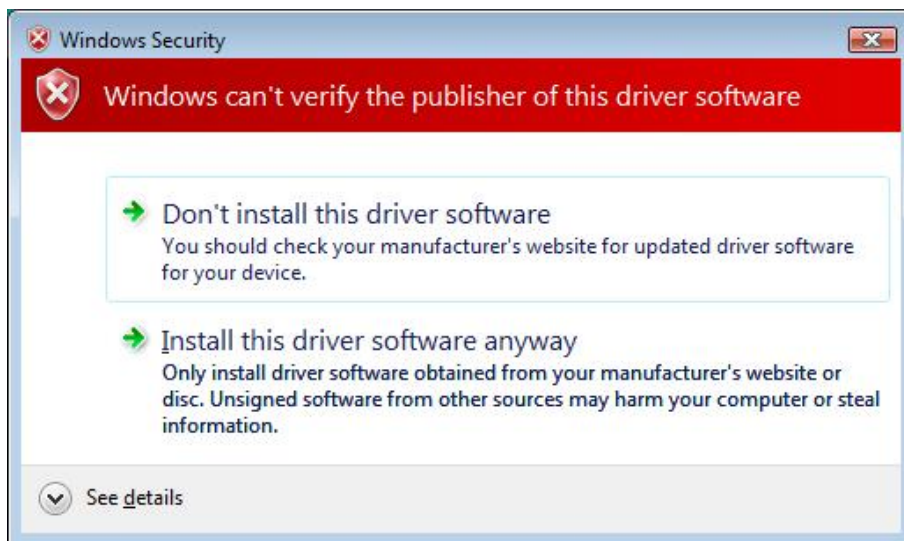 Windows Security
Windows can't verify the publisher of this driver software
Don't install this driver software
You should check your manufacturer's website for updated driver software
for your device.
Install this driver software anyway
Only install driver software obtained from your manufacturer's website or
disc. Unsigned software from other sources may harm your computer or steal
information.
See details